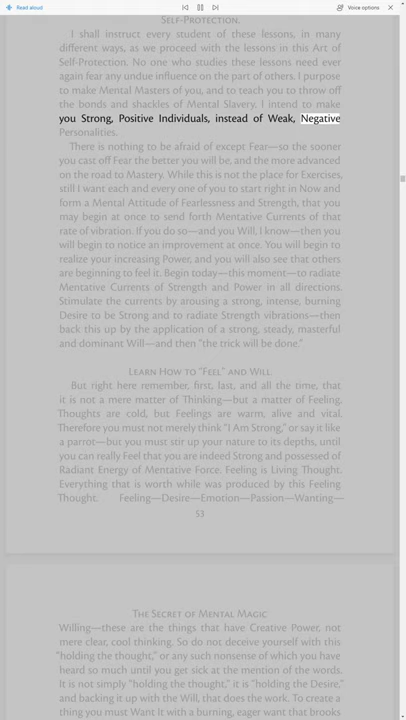 Read aloud
Voice options
SELF-PROTECTION.
I shall instruct every student of these lessons, in many
different ways, as we proceed with the lessons in this Art of
Self-Protection. No one who studies these lessons need ever
again fear any undue influence on the part of others. I purpose
to make Mental Masters of you, and to teach you to throw off
the bonds and shackles of Mental Slavery. I intend to make
you Strong, Positive Individuals, instead of Weak, Negative
Personalities.
There is nothing to be afraid of except Fear—so the sooner
you cast off Fear the better you will be, and the more advanced
on the road to Mastery. While this is not the place for Exercises,
still I want each and every one of you to start right in Now and
form a Mental Attitude of Fearlessness and Strength, that you
may begin at once to send forth Mentative Currents of that
rate of vibration. If you do so—and you Will, I know—then you
will begin to notice an improvement at once. You will begin to
realize your increasing Power, and you will also see that others
are beginning to feel it. Begin today—this moment—to radiate
Mentative Currents of Strength and Power in all directions.
Stimulate the currents by arousing a strong, intense, burning
Desire to be Strong and to radiate Strength vibrations—then
back this up by the application of a strong, steady, masterful
and dominant Will—and then "the trick will be done."
LEARN HOW TO "FEEL" AND WILL.
But right here remember, first, last, and all the time, that
it is not a mere matter of Thinking—but a matter of Feeling.
Thoughts are cold, but Feelings are warm, alive and vital.
Therefore you must not merely think "I Am Strong," or say it like
a parrot—but you must stir up your nature to its depths, until
you can really Feel that you are indeed Strong and possessed of
Radiant Energy of Mentative Force. Feeling is Living Thought.
Everything that is worth while was produced by this Feeling
Thought. Feeling—Desire—Emotion—Passion—Wanting—
53
THE SECRET OF MENTAL MAGIC
Willing—these are the things that have Creative Power, not
mere clear, cool thinking. So do not deceive yourself with this
"holding the thought," or any such nonsense of which you have
heard so much until you get sick at the mention of the words.
It is not simply "holding the thought," it is "holding the Desire,"
and backing it up with the Will, that does the work. To create a
thing you must Want it with a burning, eager want that brooks